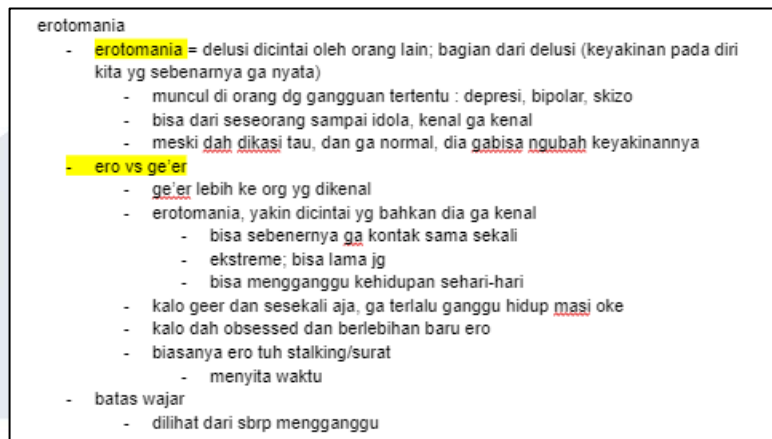 erotomania
- erotomania = delusi dicintai oleh orang lain; bagian dari delusi (keyakinan pada diri
kita yg sebenarnya ga nyata)
- muncul di orang dg gangguan tertentu : depresi, bipolar, skizo
- bisa dari seseorang sampai idola, kenal ga kenal
- meski dah dikasi tau, dan ga normal, dia gabisa ngubah keyakinannya
- ero vs ge'er
- ge'er lebih ke org yg dikenal
- erotomania, yakin dicintai yg bahkan dia ga kenal
- bisa sebenernya ga kontak sama sekali
- ekstreme; bisa lama jg
- bisa mengganggu kehidupan sehari-hari
- kalo geer dan sesekali aja, ga terlalu ganggu hidup masi oke
- kalo dah obsessed dan berlebihan baru ero
- biasanya ero tuh stalking/surat
- menyita waktu
- batas wajar
- dilihat dari sbrp mengganggu